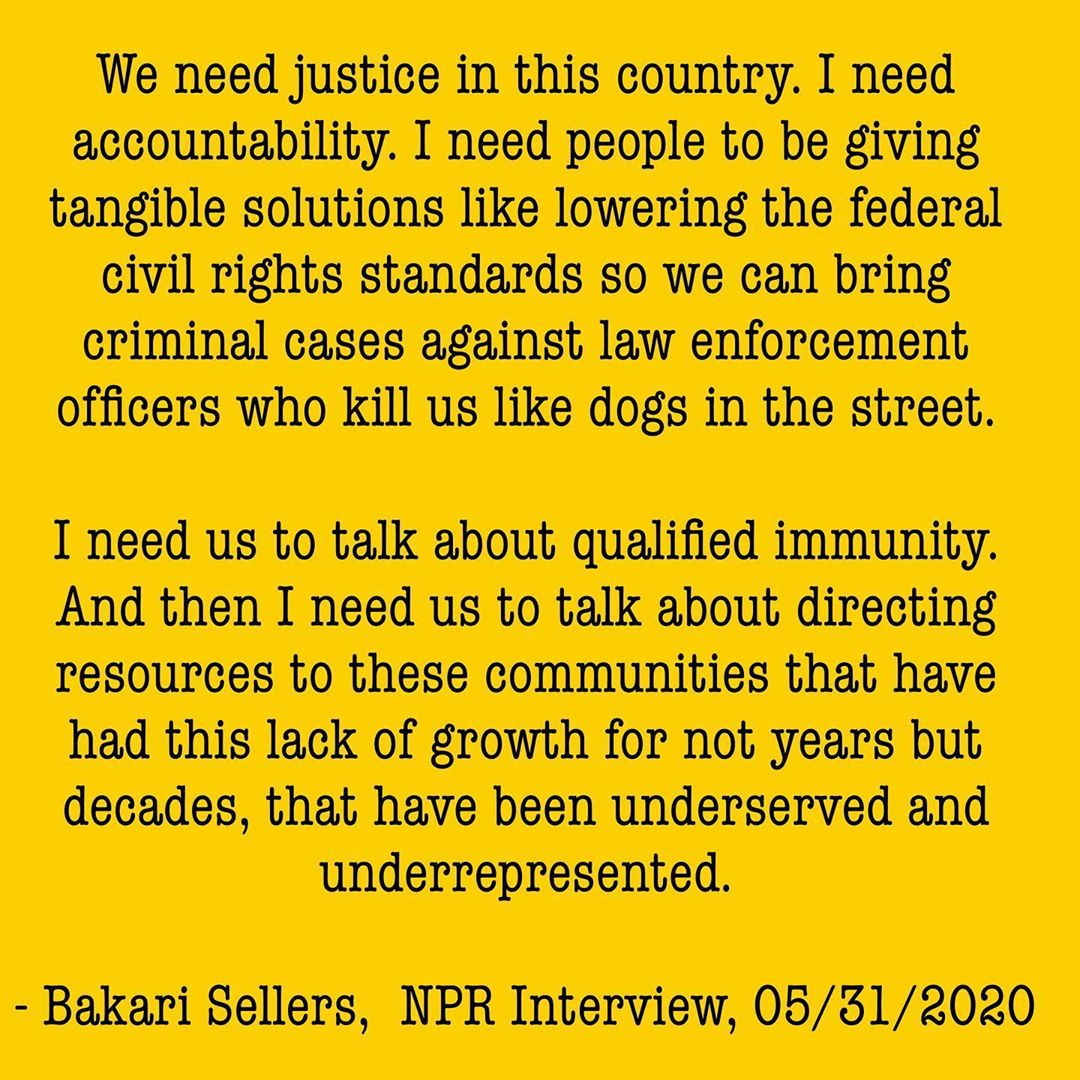 We need justice in this country. I need
accountability. I need people to be giving
tangible solutions like lowering the federal
civil rights standards so we can bring
criminal cases against law enforcement
officers who kill us like dogs in the street.
I need us to talk about qualified immunity.
And then I need us to talk about directing
resources to these communities that have
had this lack of growth for not years but
decades, that have been underserved and
underrepresented.
- Bakari Sellers,  NPR Interview, 05/31/2020